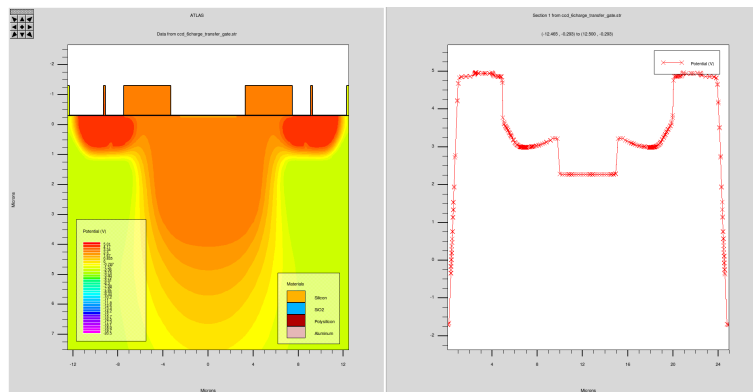 ATLAS
Data from ccd_6charge_transfer_gate.str
-2
-1
0
1
2
3
4
5
6
7
Microns
-12
-8
-4
0
4
8
12
Microns
Potential (V)
Materials
Silicon
SiO2
Polysilicon
Aluminum
Section 1 from ccd_6charge_transfer_gate.str
(-12.465 , -0.293) to (12.500 , -0.293)
Potential (V)
5
4
3
2
1
0
-1
-2
4
8
12
16
20
24
Microns